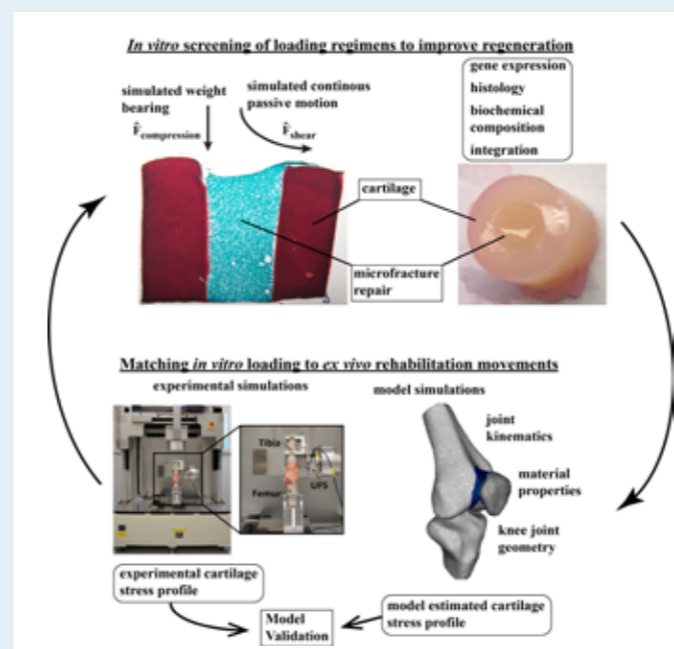 In vitro screening of loading regimens to improve regeneration
simulated weight
bearing
F̂compression
simulated continous
passive motion
F̂shear
gene expression
histology
biochemical
composition
integration
cartilage
microfracture
repair
Matching in vitro loading to ex vivo rehabilitation movements
experimental simulations
model simulations
Tibia
Femur
UFS
joint
kinematics
material
properties
knee joint
geometry
experimental cartilage
stress profile
Model
Validation
model estimated cartilage
stress profile